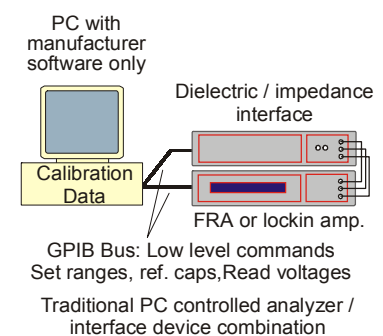 PC with
manufacturer
software only
Dielectric / impedance
interface
Calibration
Data
FRA or lockin amp.
GPIB Bus: Low level commands
Set ranges, ref. caps,Read voltages
Traditional PC controlled analyzer /
interface device combination